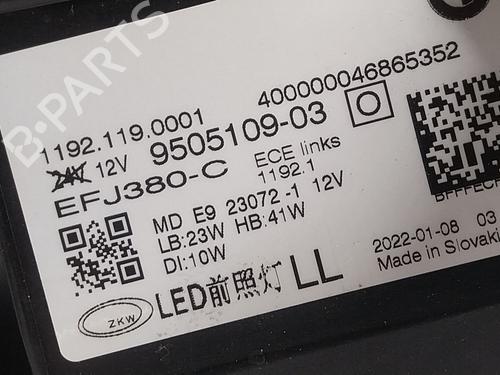 B-PARTS
400000046865352
1192.119.0001
24V 12V 9505109-03 O
EFJ380-C ECE links
1192.1
MD E9 23072-1 12V
LB:23W HB:41W
DI:10W
2022-01-08 03
Made in Slovaki
ZKW LED前照灯 LL